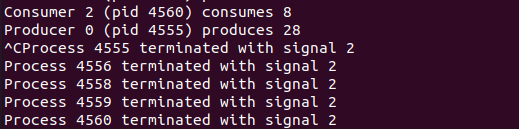 Consumer 2 (pid 4560) consumes 8
Producer 0 (pid 4555) produces 28
^CProcess 4555 terminated with signal 2
Process 4556 terminated with signal 2
Process 4558 terminated with signal 2
Process 4559 terminated with signal 2
Process 4560 terminated with signal 2